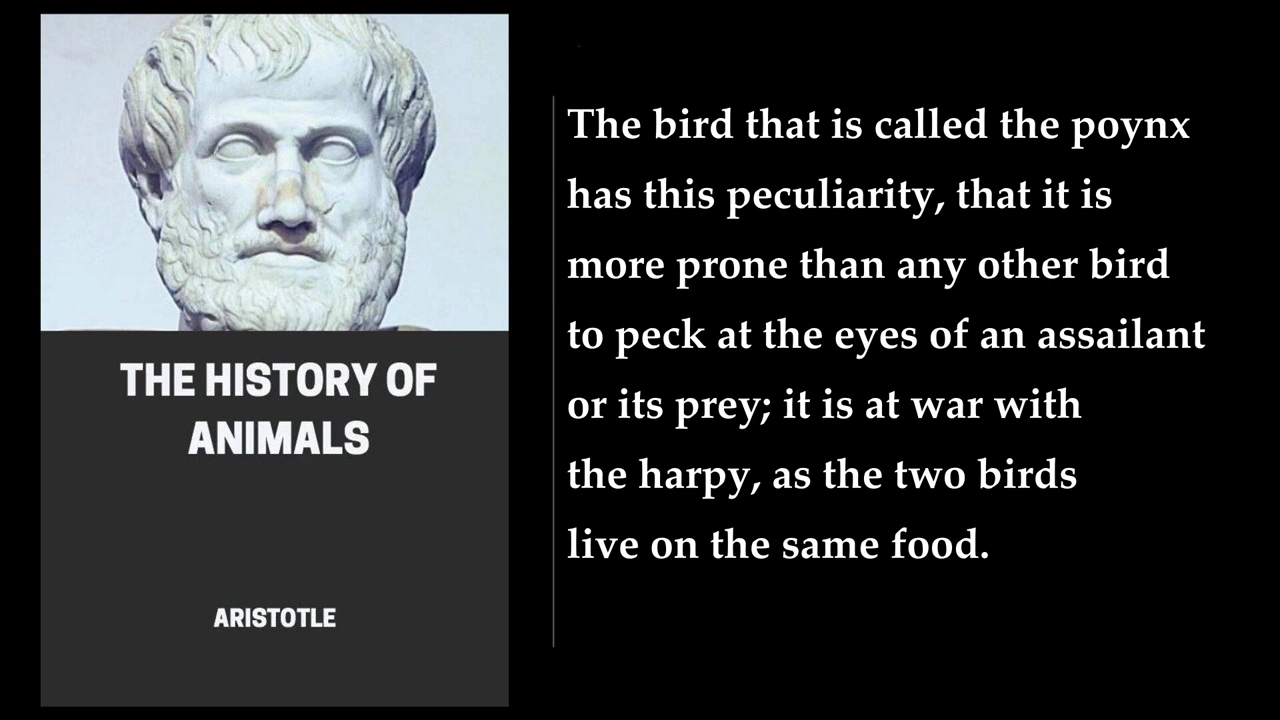 THE HISTORY OF
ANIMALS
ARISTOTLE
The bird that is called the poynx
has this peculiarity, that it is
more prone than any other bird
to peck at the eyes of an assailant
or its prey; it is at war with
the harpy, as the two birds
live on the same food.